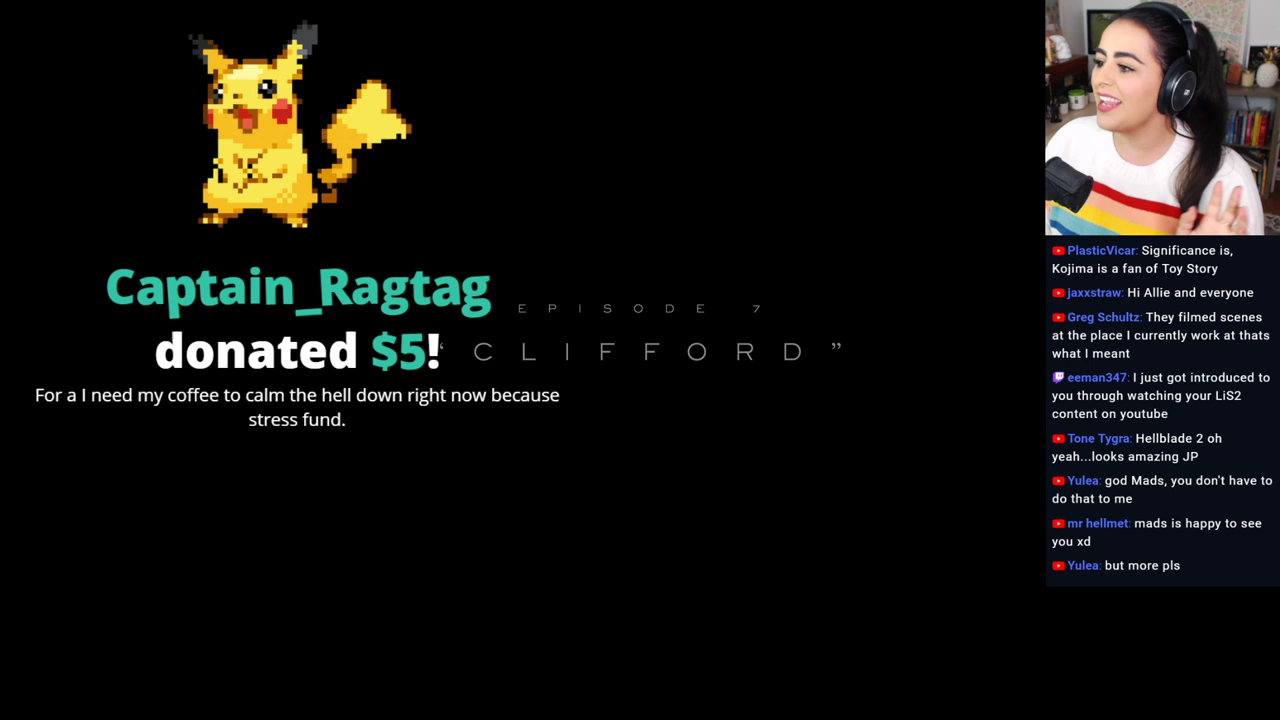 Captain_Ragtag
donated $5!
For a I need my coffee to calm the hell down right now because
stress fund.
EPISODE 7
“CLIFFORD”
PlasticVicar: Significance is,
Kojima is a fan of Toy Story
jaxxstraw: Hi Allie and everyone
Greg Schultz: They filmed scenes
at the place I currently work at thats
what I meant
eeman347: I just got introduced to
you through watching your LiS2
content on youtube
Tone Tygra: Hellblade 2 oh
yeah...looks amazing JP
Yulea: god Mads, you don't have to
do that to me
mr hellmet: mads is happy to see
you xd
Yulea: but more pls